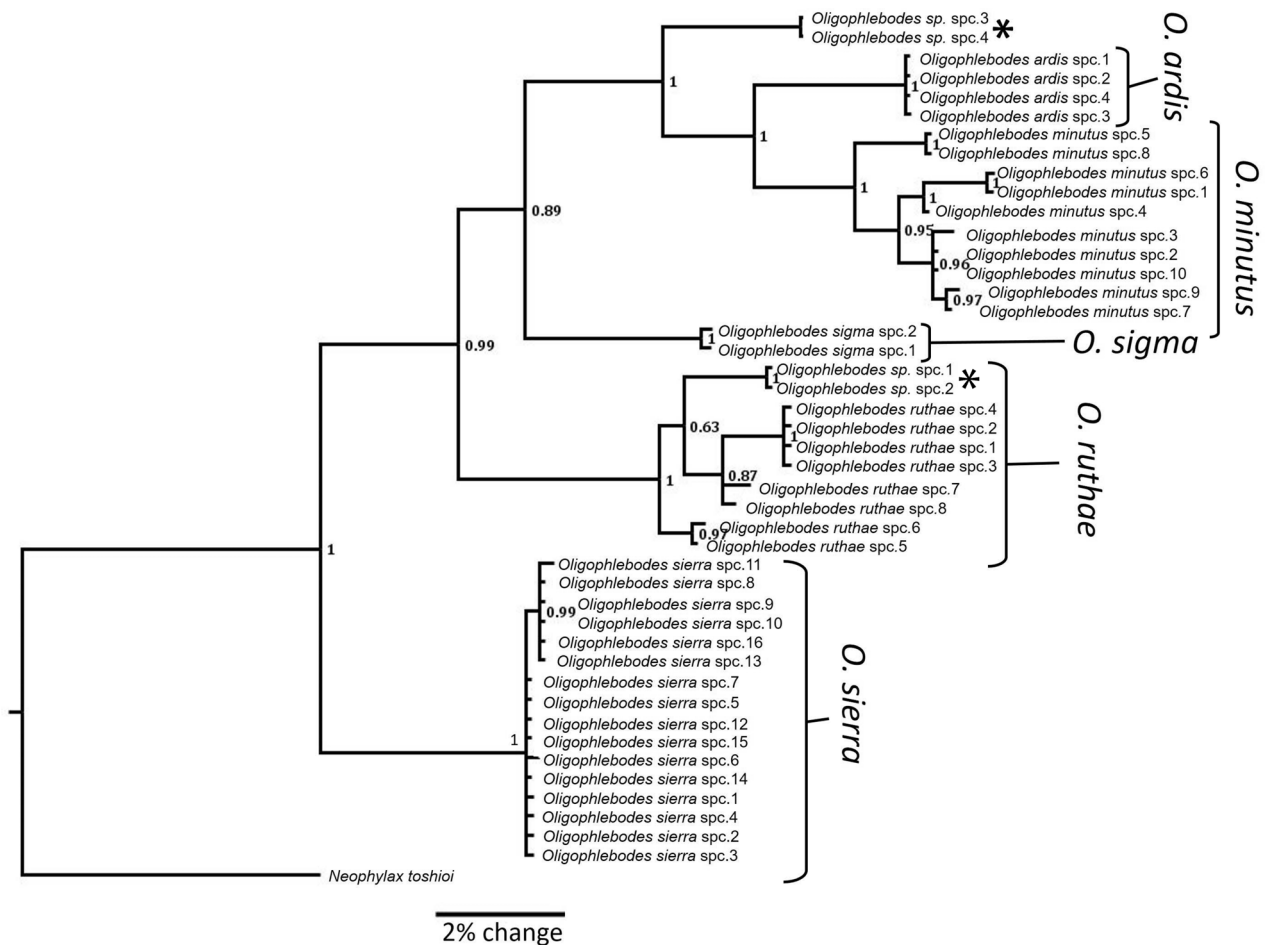 Oligophlebodes sp. spc.3
Oligophlebodes sp. spc.4 *
O. ardis
Oligophlebodes ardis spc.1
Oligophlebodes ardis spc.2
Oligophlebodes ardis spc.4
Oligophlebodes ardis spc.3
1
1
1
1
Oligophlebodes minutus spc.5
Oligophlebodes minutus spc.8
1
Oligophlebodes minutus spc.6
Oligophlebodes minutus spc.1
1
Oligophlebodes minutus spc.4
1
0.95
Oligophlebodes minutus spc.3
Oligophlebodes minutus spc.2
0.96
Oligophlebodes minutus spc.10
Oligophlebodes minutus spc.9
0.97
Oligophlebodes minutus spc.7
O. minutus
0.89
Oligophlebodes sigma spc.2
1
Oligophlebodes sigma spc.1
O. sigma
0.99
Oligophlebodes sp. spc.1
1
Oligophlebodes sp. spc.2 *
0.63
Oligophlebodes ruthae spc.4
Oligophlebodes ruthae spc.2
1
Oligophlebodes ruthae spc.1
Oligophlebodes ruthae spc.3
0.87
1
Oligophlebodes ruthae spc.7
Oligophlebodes ruthae spc.8
Oligophlebodes ruthae spc.6
0.97
Oligophlebodes ruthae spc.5
O. ruthae
1
Oligophlebodes sierra spc.11
Oligophlebodes sierra spc.8
Oligophlebodes sierra spc.9
0.99
Oligophlebodes sierra spc.10
Oligophlebodes sierra spc.16
Oligophlebodes sierra spc.13
Oligophlebodes sierra spc.7
Oligophlebodes sierra spc.5
Oligophlebodes sierra spc.12
Oligophlebodes sierra spc.15
1
Oligophlebodes sierra spc.6
Oligophlebodes sierra spc.14
Oligophlebodes sierra spc.1
Oligophlebodes sierra spc.4
Oligophlebodes sierra spc.2
Oligophlebodes sierra spc.3
O. sierra
Neophylax toshioi
2% change